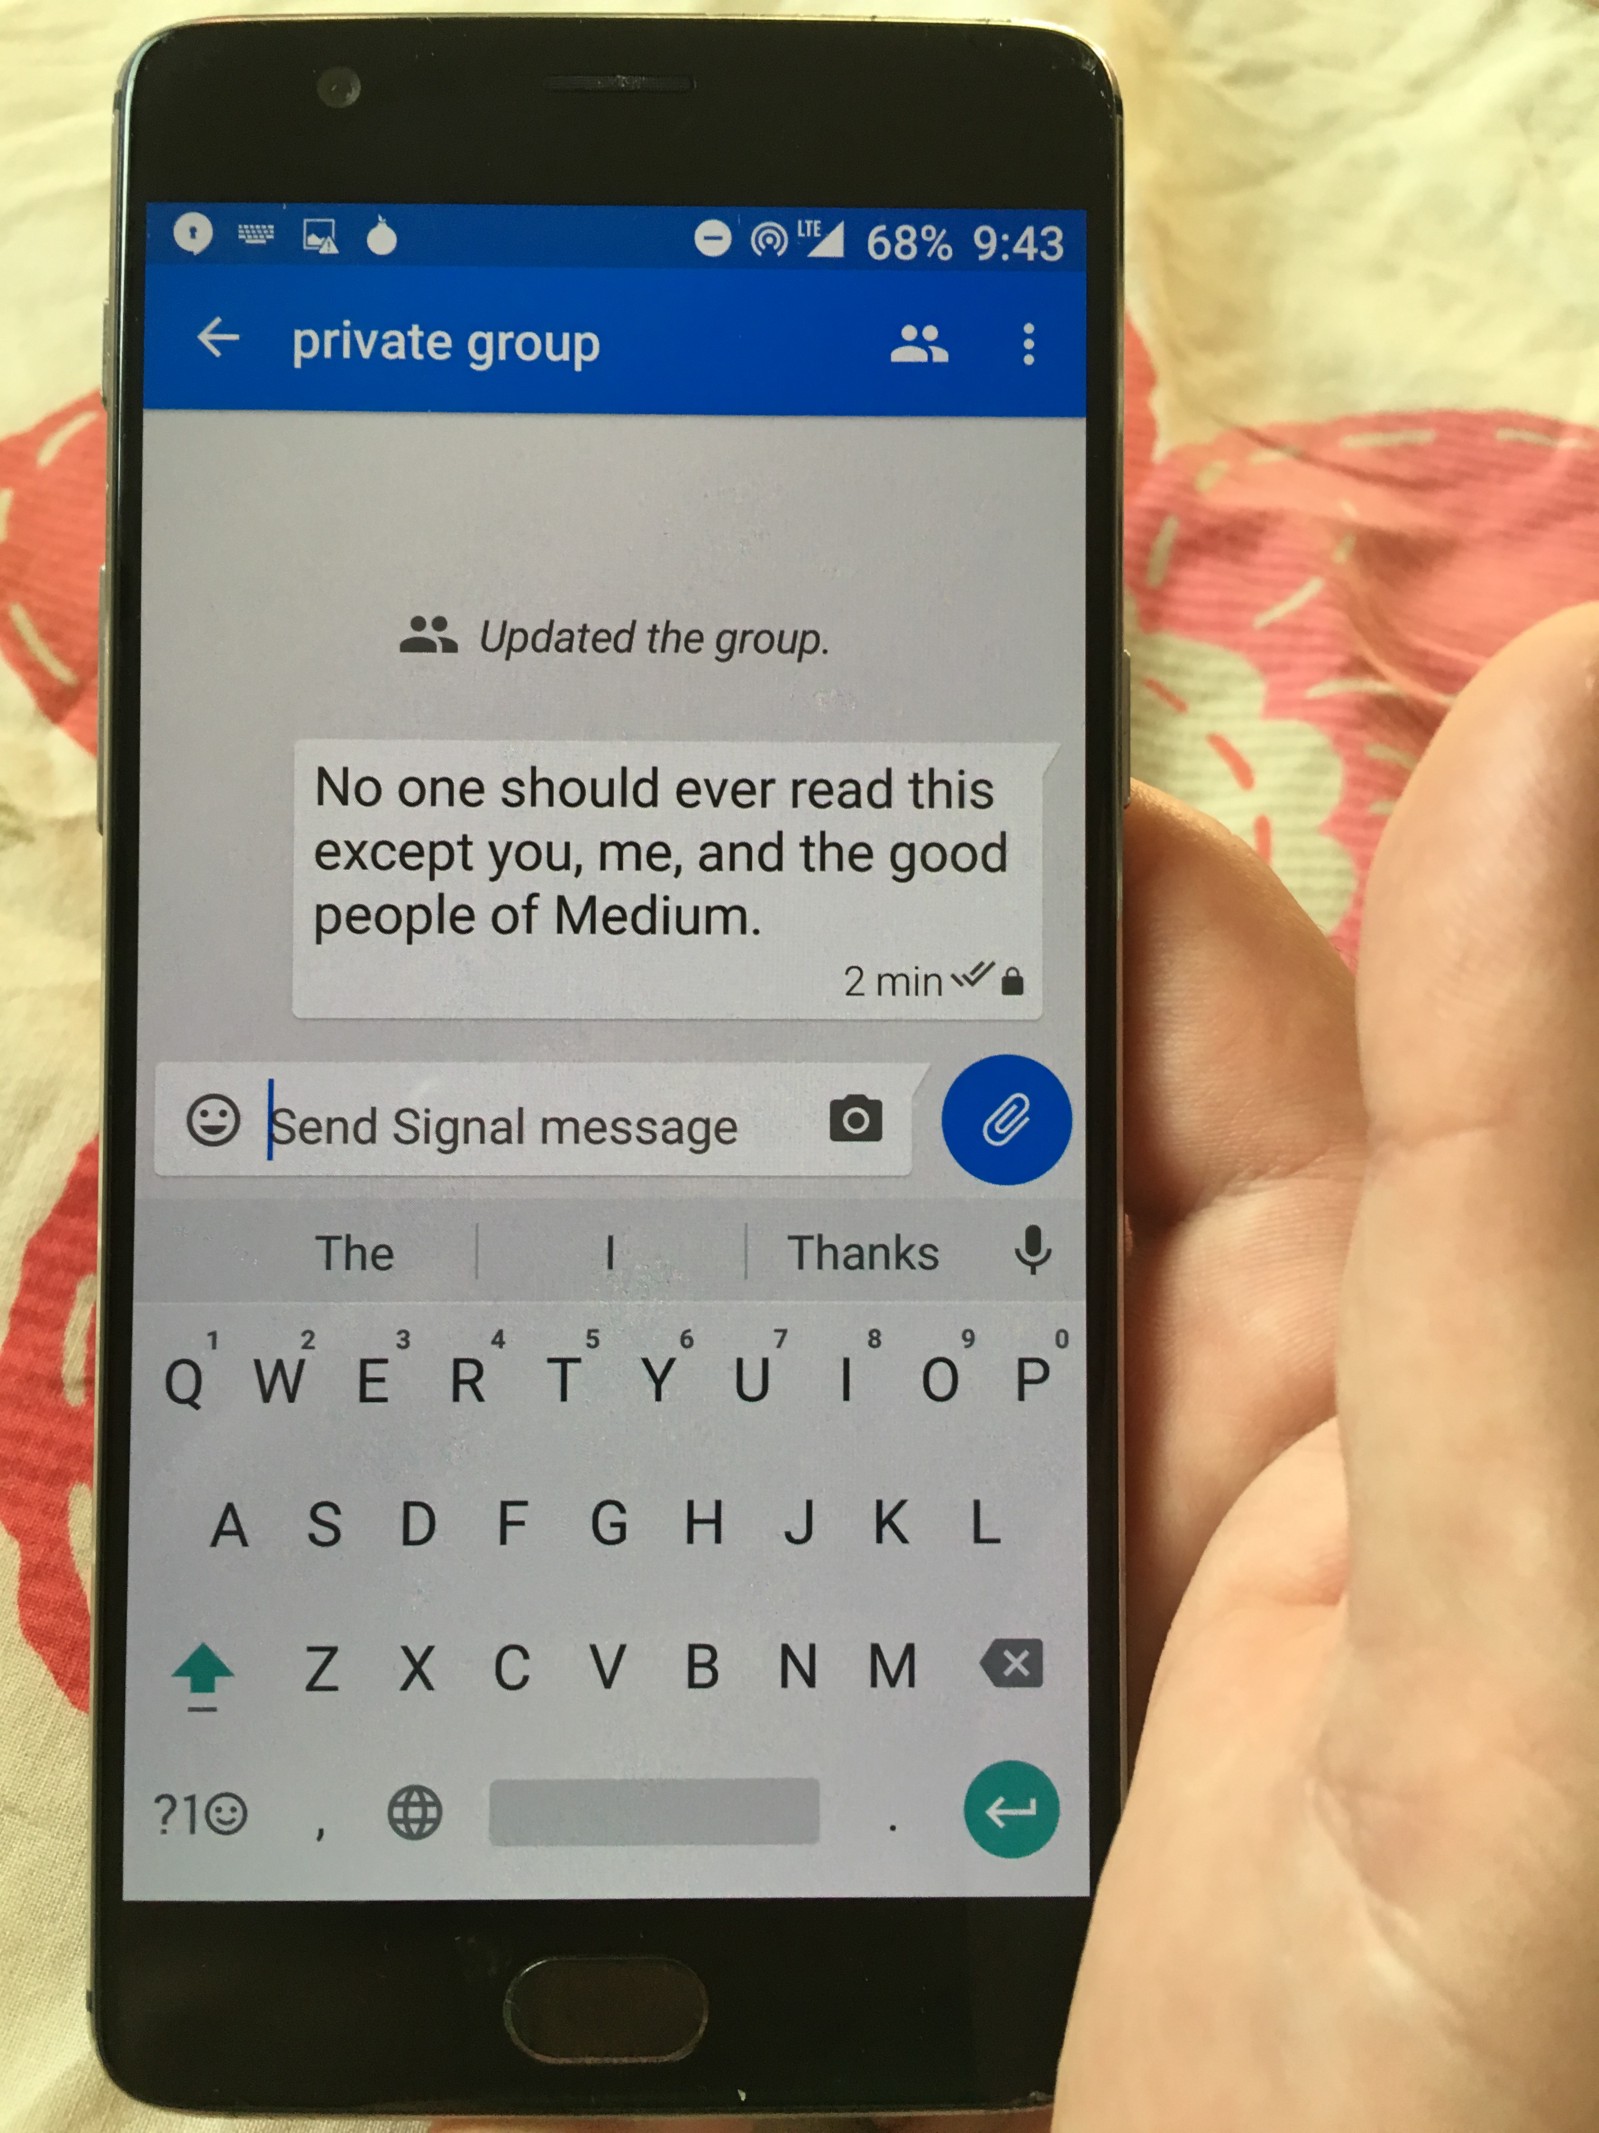 LTE 68% 9:43
private group
Updated the group.
No one should ever read this
except you, me, and the good
people of Medium.
2 min
Send Signal message
The I Thanks
1 2 3 4 5 6 7 8 9 0
Q W E R T Y U I O P
A S D F G H J K L
Z X C V B N M
?1☺ , .